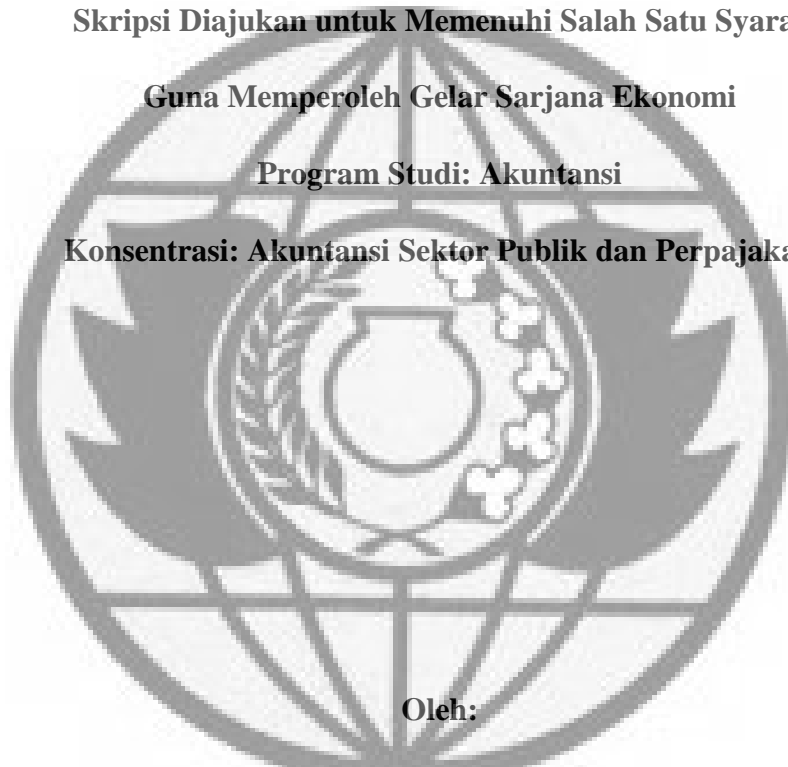 Skripsi Diajukan untuk Memenuhi Salah Satu Syara
Guna Memperoleh Gelar Sarjana Ekonomi
Program Studi: Akuntansi
Konsentrasi: Akuntansi Sektor Publik dan Perpajaka
Oleh: